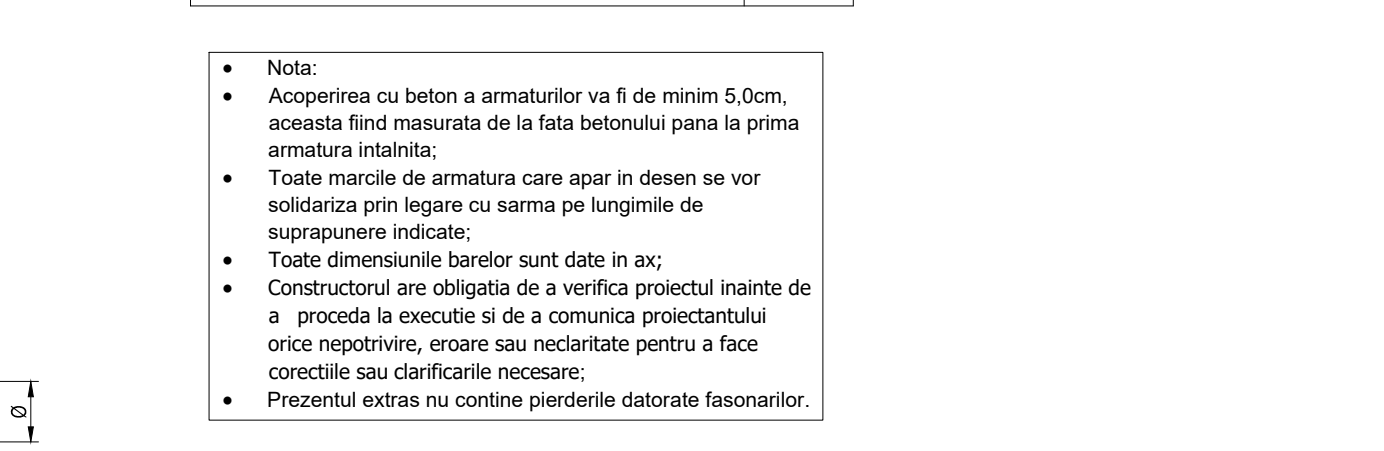 • Nota:
• Acoperirea cu beton a armaturilor va fi de minim 5,0cm,
aceasta fiind masurata de la fata betonului pana la prima
armatura intalnita;
• Toate marcile de armatura care apar in desen se vor
solidariza prin legare cu sarma pe lungimile de
suprapunere indicate;
• Toate dimensiunile barelor sunt date in ax;
• Constructorul are obligatia de a verifica proiectul inainte de
a proceda la executie si de a comunica proiectantului
orice nepotrivire, eroare sau neclaritate pentru a face
corectiile sau clarificarile necesare;
• Prezentul extras nu contine pierderile datorate fasonarilor.
Ø